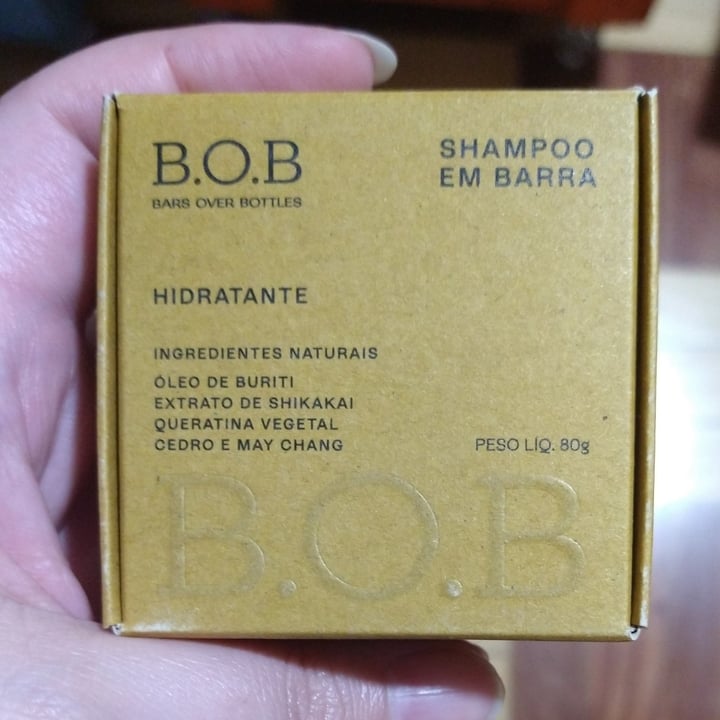 B.O.B
BARS OVER BOTTLES
SHAMPOO
EM BARRA
HIDRATANTE
INGREDIENTES NATURAIS
ÓLEO DE BURITI
EXTRATO DE SHIKAKAI
QUERATINA VEGETAL
CEDRO E MAY CHANG
PESO LÍQ. 80g
B.O.B